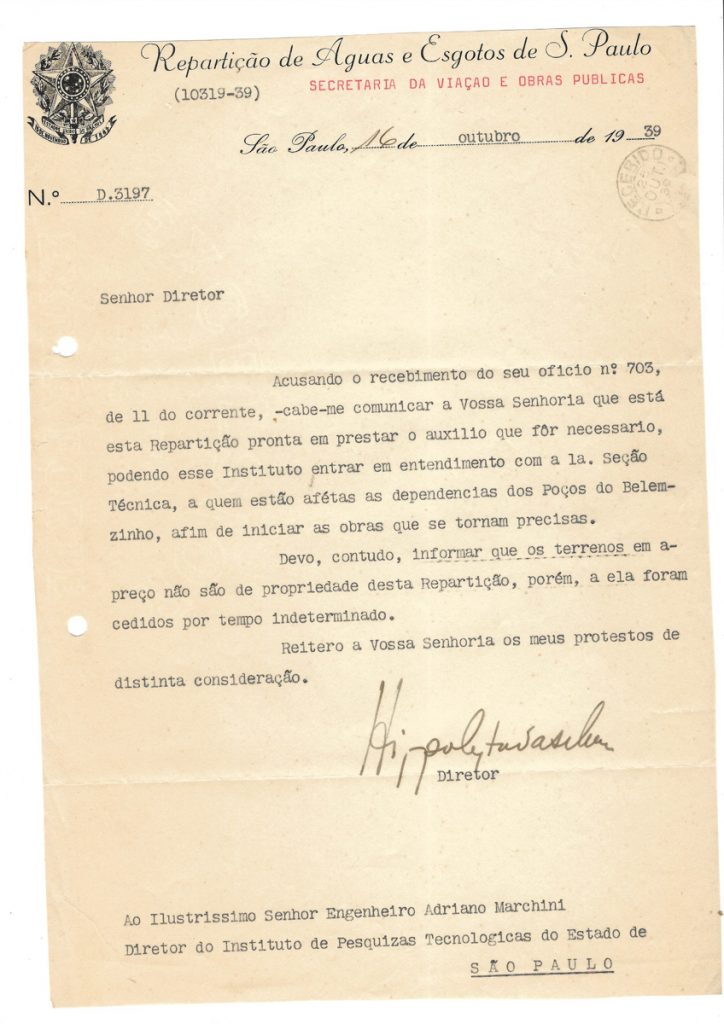 Repartição de Aguas e Esgotos de S. Paulo
(10319-39)
SECRETARIA DA VIAÇAO E OBRAS PUBLICAS
São Paulo, 16 de outubro de 1939
N.º D.3197
RECEBIDO
OUT.
Senhor Diretor
Acusando o recebimento do seu oficio nº 703,
de 11 do corrente, -cabe-me comunicar a Vossa Senhoria que está
esta Repartição pronta em prestar o auxilio que fôr necessario,
podendo esse Instituto entrar em entendimento com a 1a. Seção
Técnica, a quem estão afétas as dependencias dos Poços do Belem-
zinho, afim de iniciar as obras que se tornam precisas.
Devo, contudo, informar que os terrenos em a-
preço não são de propriedade desta Repartição, porém, a ela foram
cedidos por tempo indeterminado.
Reitero a Vossa Senhoria os meus protestos de
distinta consideração.
Diretor
Ao Ilustrissimo Senhor Engenheiro Adriano Marchini
Diretor do Instituto de Pesquizas Tecnologicas do Estado de
SÃO PAULO